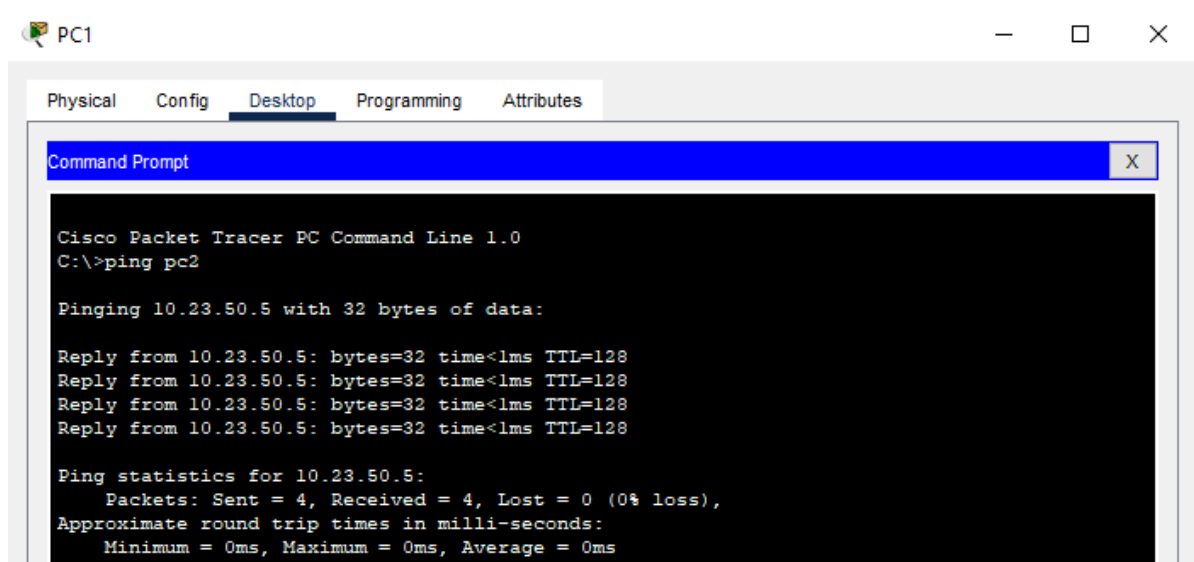 PC1
Physical Config Desktop Programming Attributes
Command Prompt
X
Cisco Packet Tracer PC Command Line 1.0
C:\>ping pc2
Pinging 10.23.50.5 with 32 bytes of data:
Reply from 10.23.50.5: bytes=32 time<1ms TTL=128
Reply from 10.23.50.5: bytes=32 time<1ms TTL=128
Reply from 10.23.50.5: bytes=32 time<1ms TTL=128
Reply from 10.23.50.5: bytes=32 time<1ms TTL=128
Ping statistics for 10.23.50.5:
Packets: Sent = 4, Received = 4, Lost = 0 (0% loss),
Approximate round trip times in milli-seconds:
Minimum = 0ms, Maximum = 0ms, Average = 0ms